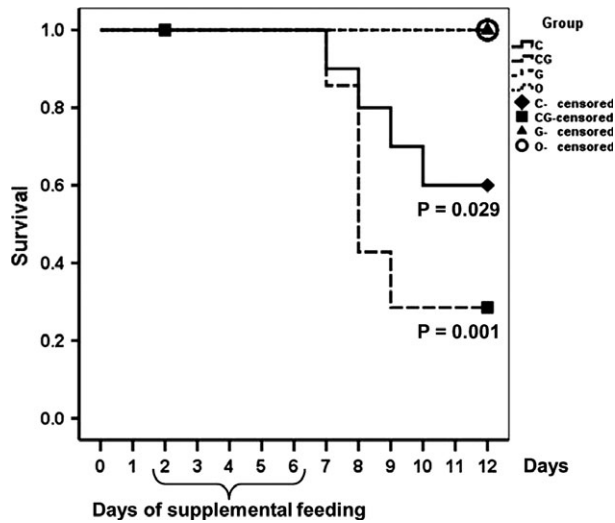 Group
C
CG
G
O
C- censored
CG-censored
G- censored
O- censored
Survival
1.0
0.8
0.6
0.4
0.2
0.0
P = 0.029
P = 0.001
0 1 2 3 4 5 6 7 8 9 10 11 12 Days
Days of supplemental feeding